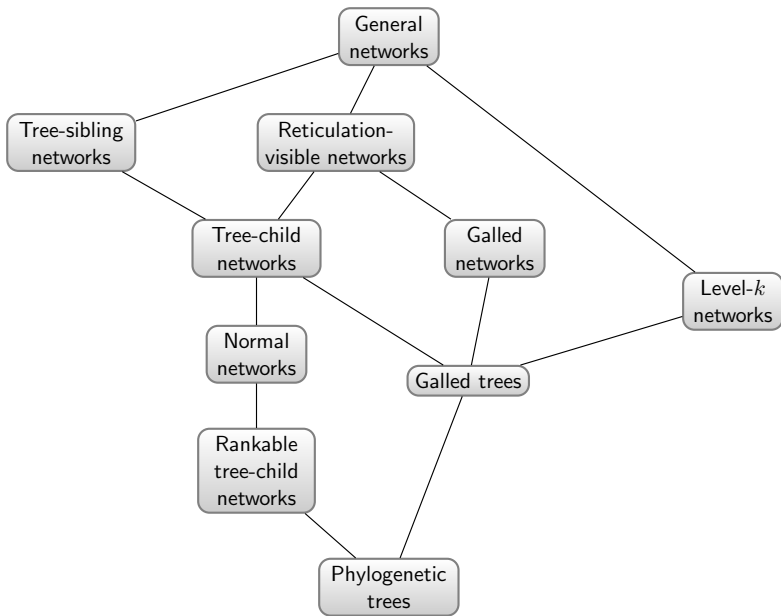 General
networks
Tree-sibling
networks
Reticulation-
visible networks
Tree-child
networks
Galled
networks
Level-k
networks
Normal
networks
Galled trees
Rankable
tree-child
networks
Phylogenetic
trees